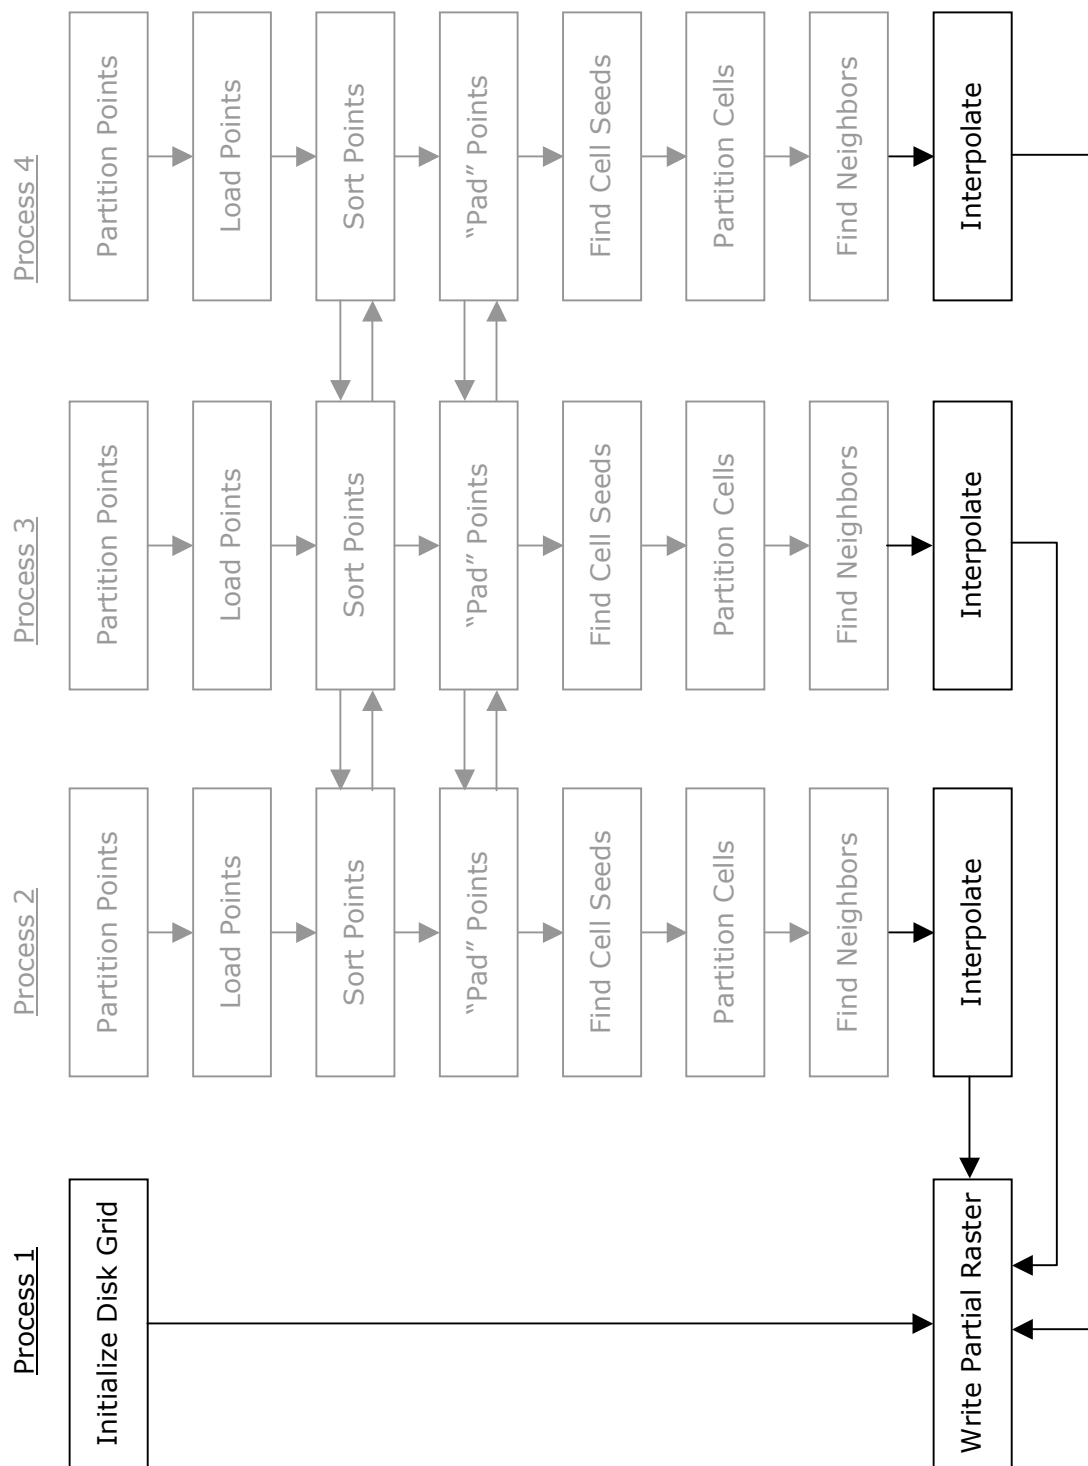 Process 1
Initialize Disk Grid
Write Partial Raster
Process 2
Partition Points
Load Points
Sort Points
“Pad” Points
Find Cell Seeds
Partition Cells
Find Neighbors
Interpolate
Process 3
Partition Points
Load Points
Sort Points
“Pad” Points
Find Cell Seeds
Partition Cells
Find Neighbors
Interpolate
Process 4
Partition Points
Load Points
Sort Points
“Pad” Points
Find Cell Seeds
Partition Cells
Find Neighbors
Interpolate